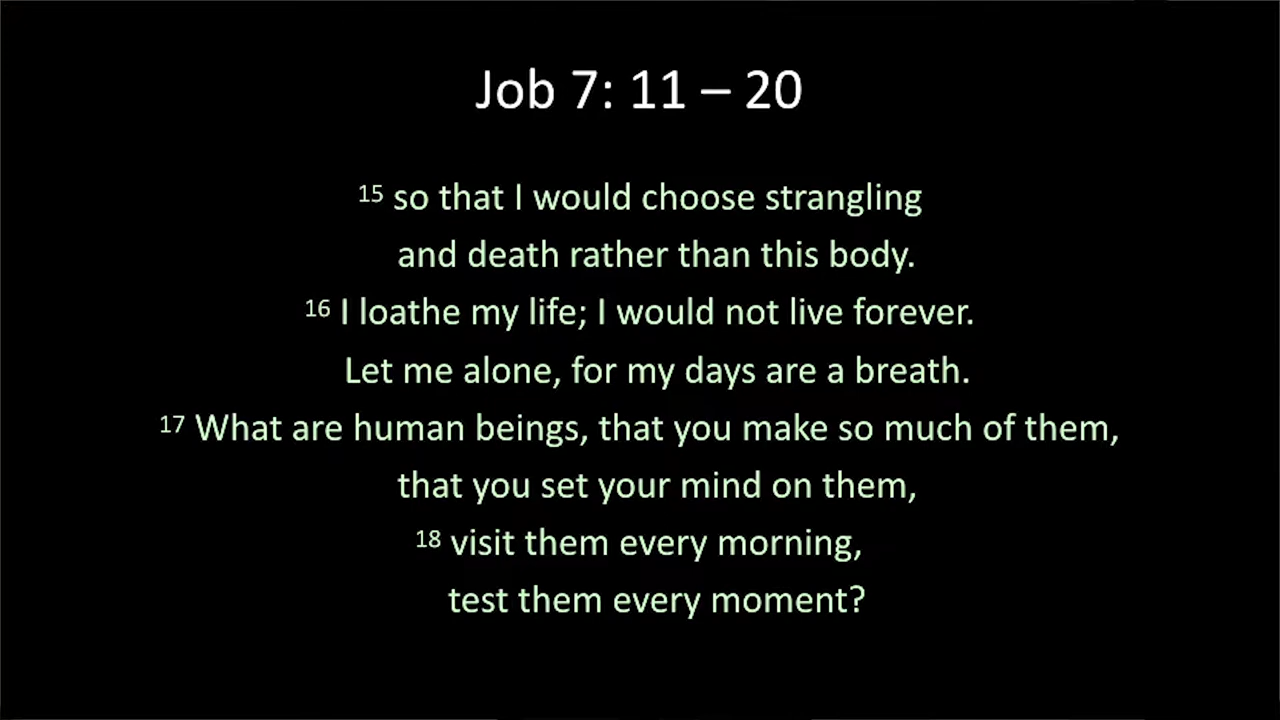 Job 7: 11 – 20
15 so that I would choose strangling
and death rather than this body.
16 I loathe my life; I would not live forever.
Let me alone, for my days are a breath.
17 What are human beings, that you make so much of them,
that you set your mind on them,
18 visit them every morning,
test them every moment?